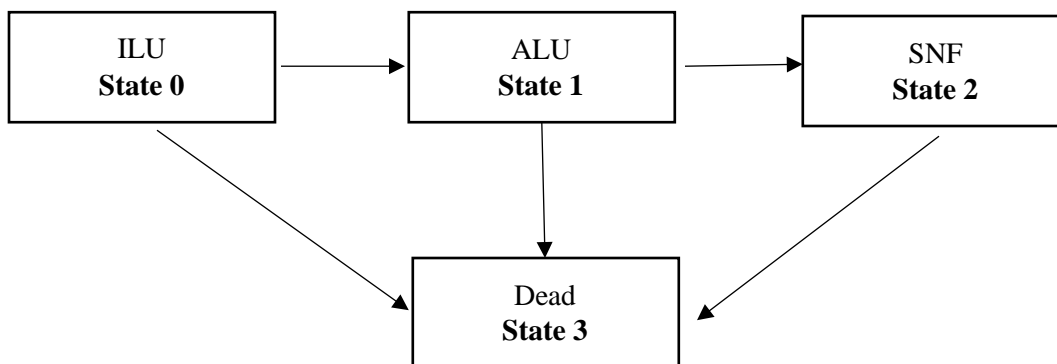 ILU
State 0
ALU
State 1
SNF
State 2
Dead
State 3